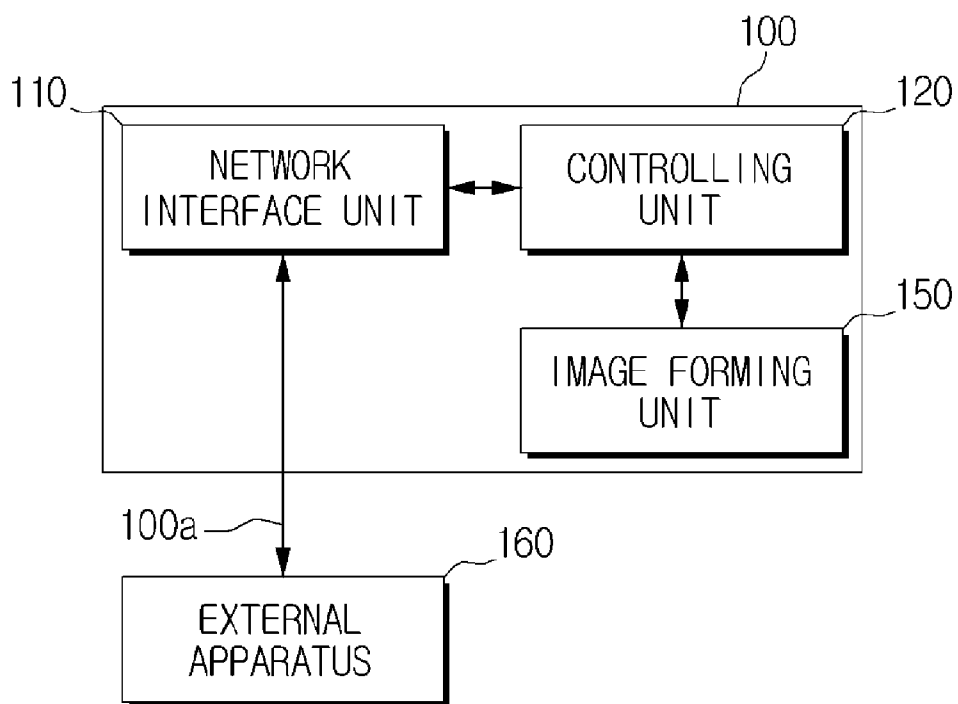 100
110
120
NETWORK
INTERFACE UNIT
CONTROLLING
UNIT
150
IMAGE FORMING
UNIT
100a
160
EXTERNAL
APPARATUS